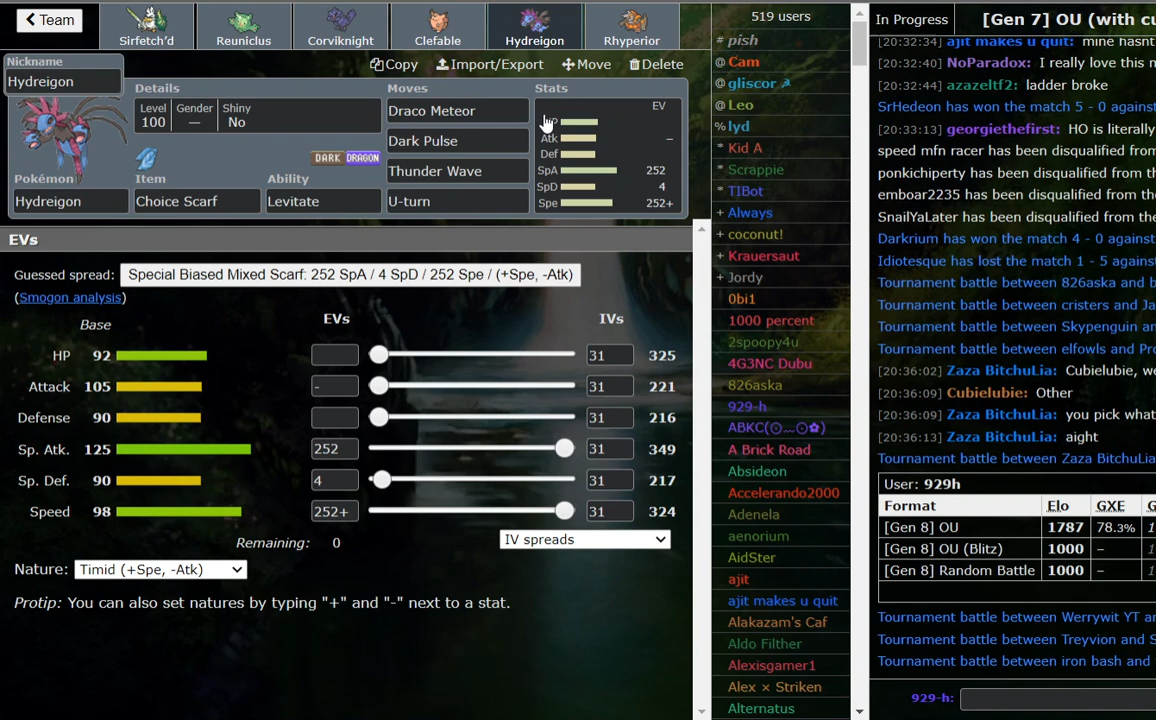 < Team
Sirfetch'd
Reuniclus
Corviknight
Clefable
Hydreigon
Rhyperior
Copy
Import/Export
Move
Delete
Nickname
Hydreigon
Details
Level Gender Shiny
100 — No
DARK DRAGON
Pokémon
Hydreigon
Item
Choice Scarf
Ability
Levitate
Moves
Draco Meteor
Dark Pulse
Thunder Wave
U-turn
Stats
EV
Atk –
Def
SpA 252
SpD 4
Spe 252+
EVs
Guessed spread: Special Biased Mixed Scarf: 252 SpA / 4 SpD / 252 Spe / (+Spe, -Atk)
(Smogon analysis)
Base EVs IVs
HP 92 31 325
Attack 105 - 31 221
Defense 90 31 216
Sp. Atk. 125 252 31 349
Sp. Def. 90 4 31 217
Speed 98 252+ 31 324
Remaining: 0
IV spreads
Nature: Timid (+Spe, -Atk)
Protip: You can also set natures by typing "+" and "-" next to a stat.
519 users
# pish
@ Cam
@ gliscor
@ Leo
% lyd
* Kid A
* Scrappie
* TIBot
+ Always
+ coconut!
+ Krauersaut
+ Jordy
0bi1
1000 percent
2spoopy4u
4G3NC Dubu
826aska
929-h
A Brick Road
Absideon
Accelerando2000
Adenela
aenorium
AidSter
ajit
ajit makes u quit
Alakazam's Caf
Aldo Filther
Alexisgamer1
Alex × Striken
Alternatus
In Progress
[Gen 7] OU (with cu
[20:32:34] ajit makes u quit: mine hasnt
[20:32:40] NoParadox: I really love this n
[20:32:44] azazeltf2: ladder broke
SrHedeon has won the match 5 - 0 against
[20:33:13] georgiethefirst: HO is literally
speed mfn racer has been disqualified from
ponkichiperty has been disqualified from the
emboar2235 has been disqualified from the
SnailYaLater has been disqualified from the
Darkrium has won the match 4 - 0 against
Idiotesque has lost the match 1 - 5 against
Tournament battle between 826aska and b
Tournament battle between cristers and Ja
Tournament battle between Skypenguin an
Tournament battle between elfowls and Pro
[20:36:02] Zaza BitchuLia: Cubielubie, we
[20:36:09] Cubielubie: Other
[20:36:09] Zaza BitchuLia: you pick what
[20:36:13] Zaza BitchuLia: aight
Tournament battle between Zaza BitchuLia
User: 929h
Format Elo GXE G
[Gen 8] OU 1787 78.3% 1
[Gen 8] OU (Blitz) 1000 – 1
[Gen 8] Random Battle 1000 – 1
Tournament battle between Werrywit YT an
Tournament battle between Treyvion and S
Tournament battle between iron bash and
929-h: